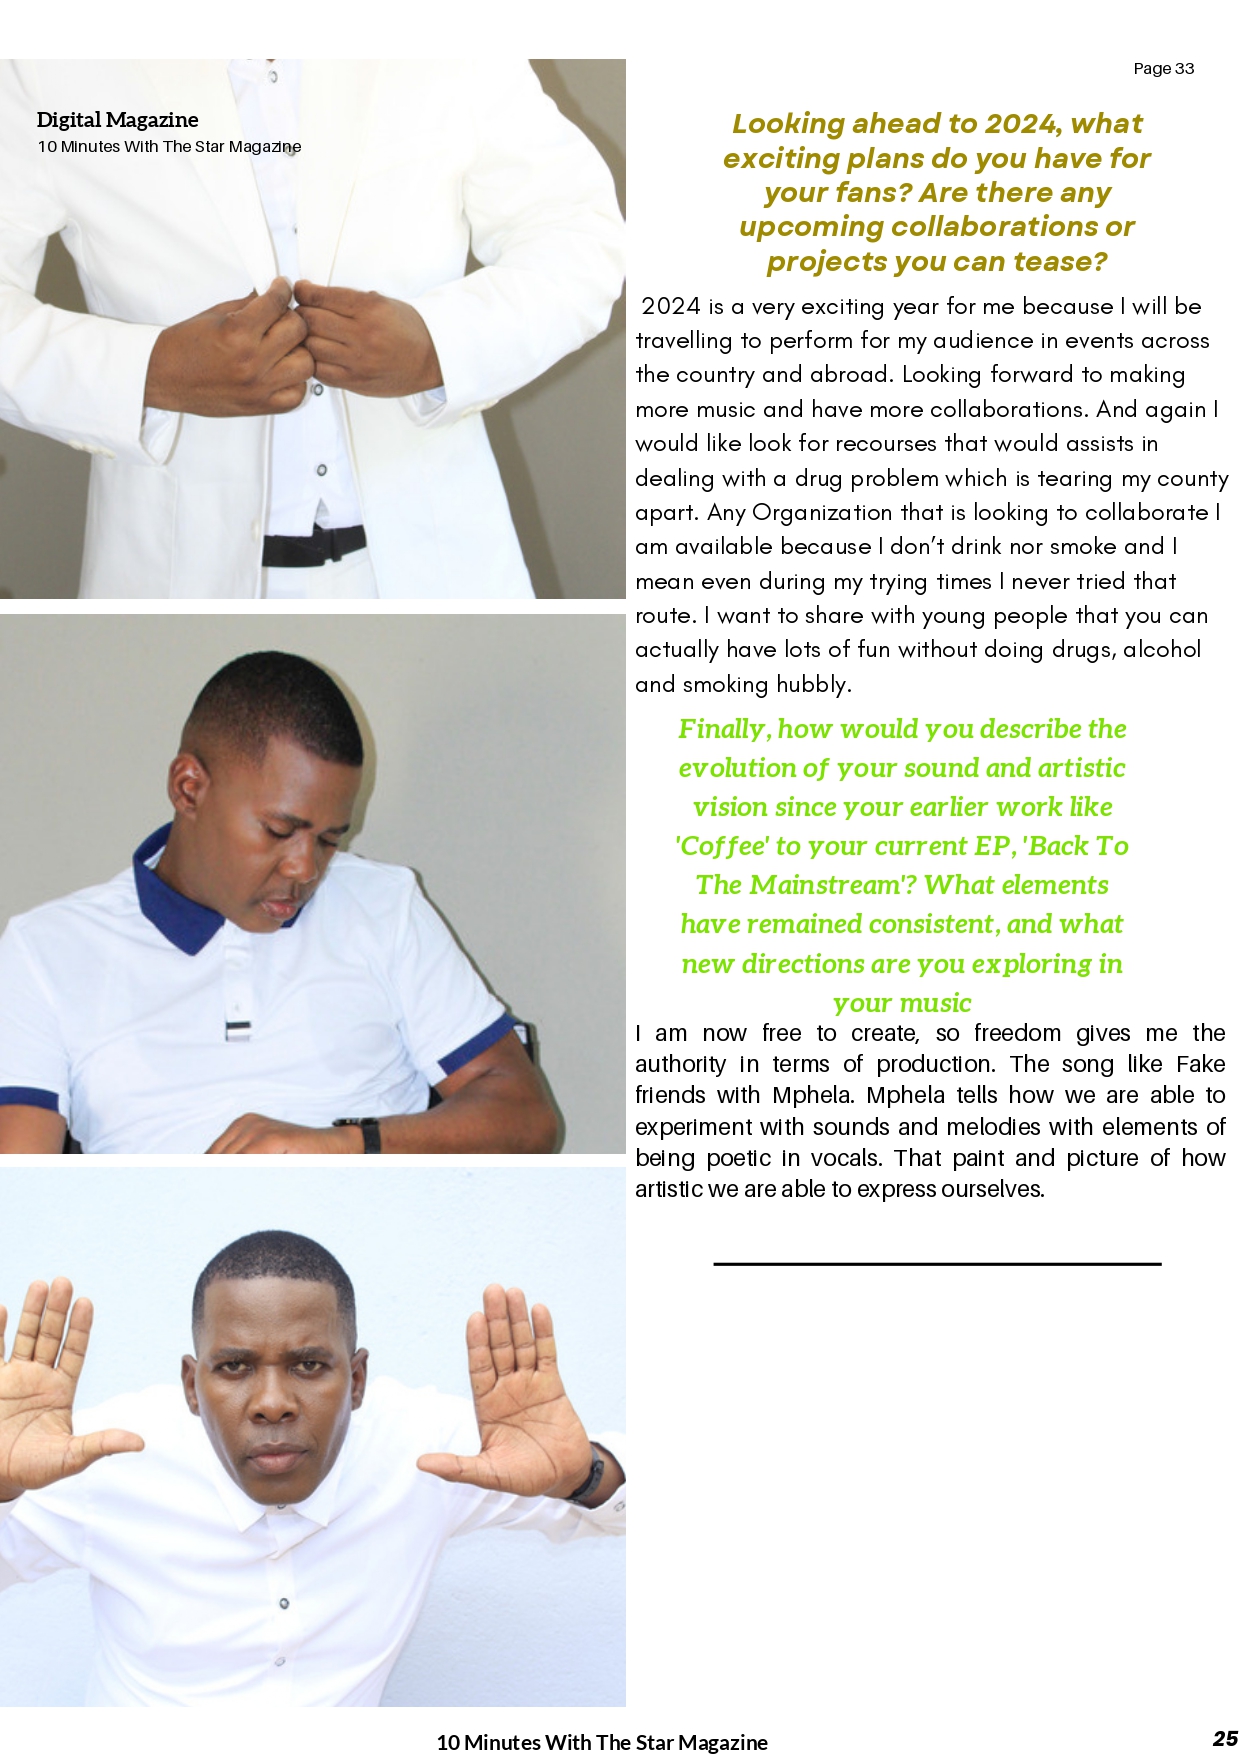 Page 33
Digital Magazine
10 Minutes With The Star Magazine
Looking ahead to 2024, what
exciting plans do you have for
your fans? Are there any
upcoming collaborations or
projects you can tease?
2024 is a very exciting year for me because I will be
travelling to perform for my audience in events across
the country and abroad. Looking forward to making
more music and have more collaborations. And again I
would like look for recourses that would assists in
dealing with a drug problem which is tearing my county
apart. Any Organization that is looking to collaborate I
am available because I don’t drink nor smoke and I
mean even during my trying times I never tried that
route. I want to share with young people that you can
actually have lots of fun without doing drugs, alcohol
and smoking hubbly.
Finally, how would you describe the
evolution of your sound and artistic
vision since your earlier work like
'Coffee' to your current EP, 'Back To
The Mainstream'? What elements
have remained consistent, and what
new directions are you exploring in
your music
I am now free to create, so freedom gives me the
authority in terms of production. The song like Fake
friends with Mphela. Mphela tells how we are able to
experiment with sounds and melodies with elements of
being poetic in vocals. That paint and picture of how
artistic we are able to express ourselves.
10 Minutes With The Star Magazine
25